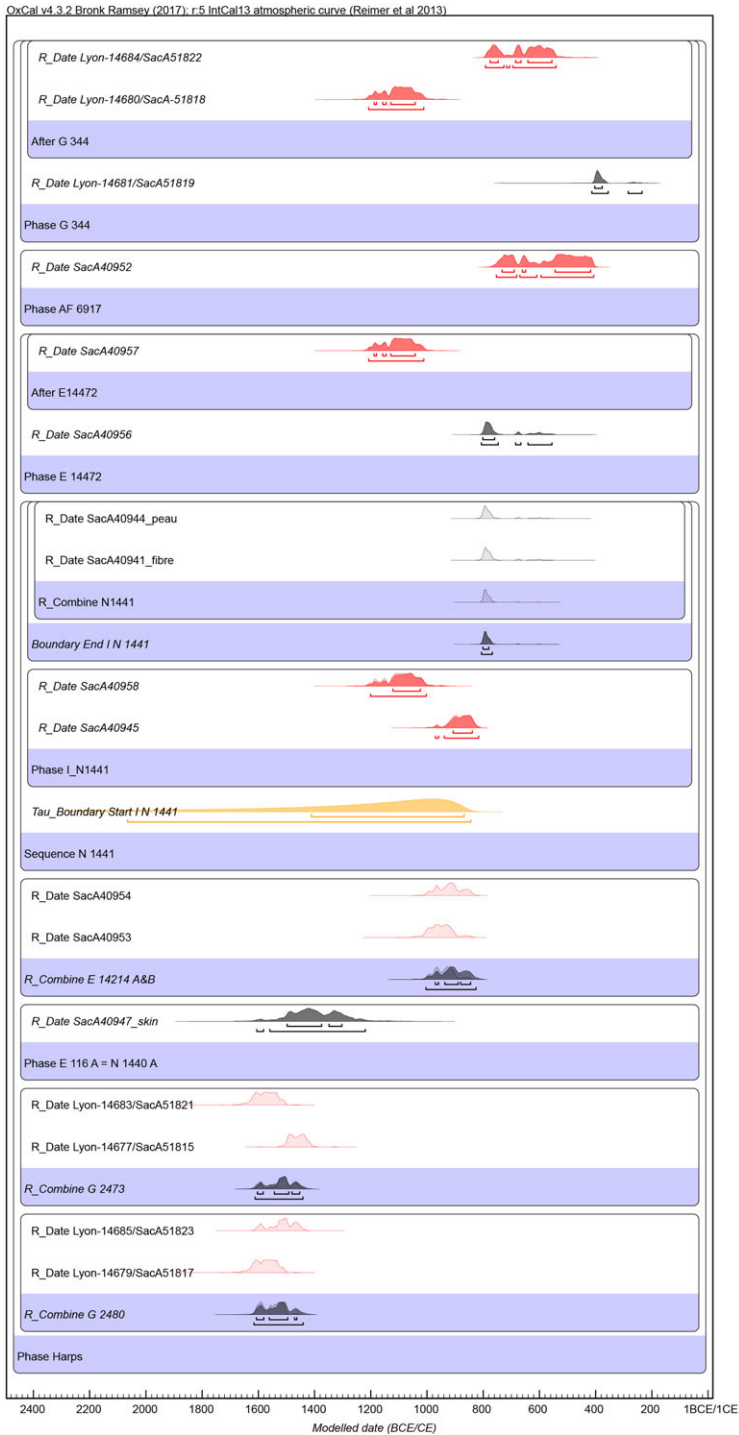 OxCal v4.3.2 Bronk Ramsey (2017); r:5 IntCal13 atmospheric curve (Reimer et al 2013)
R_Date Lyon-14684/SacA51822
R_Date Lyon-14680/SacA-51818
After G 344
R_Date Lyon-14681/SacA51819
Phase G 344
R_Date SacA40952
Phase AF 6917
R_Date SacA40957
After E14472
R_Date SacA40956
Phase E 14472
R_Date SacA40944_peau
R_Date SacA40941_fibre
R_Combine N1441
Boundary End I N 1441
R_Date SacA40958
R_Date SacA40945
Phase I_N1441
Tau_Boundary Start I N 1441
Sequence N 1441
R_Date SacA40954
R_Date SacA40953
R_Combine E 14214 A&B
R_Date SacA40947_skin
Phase E 116 A = N 1440 A
R_Date Lyon-14683/SacA51821
R_Date Lyon-14677/SacA51815
R_Combine G 2473
R_Date Lyon-14685/SacA51823
R_Date Lyon-14679/SacA51817
R_Combine G 2480
Phase Harps
2400 2200 2000 1800 1600 1400 1200 1000 800 600 400 200 1BCE/1CE
Modelled date (BCE/CE)